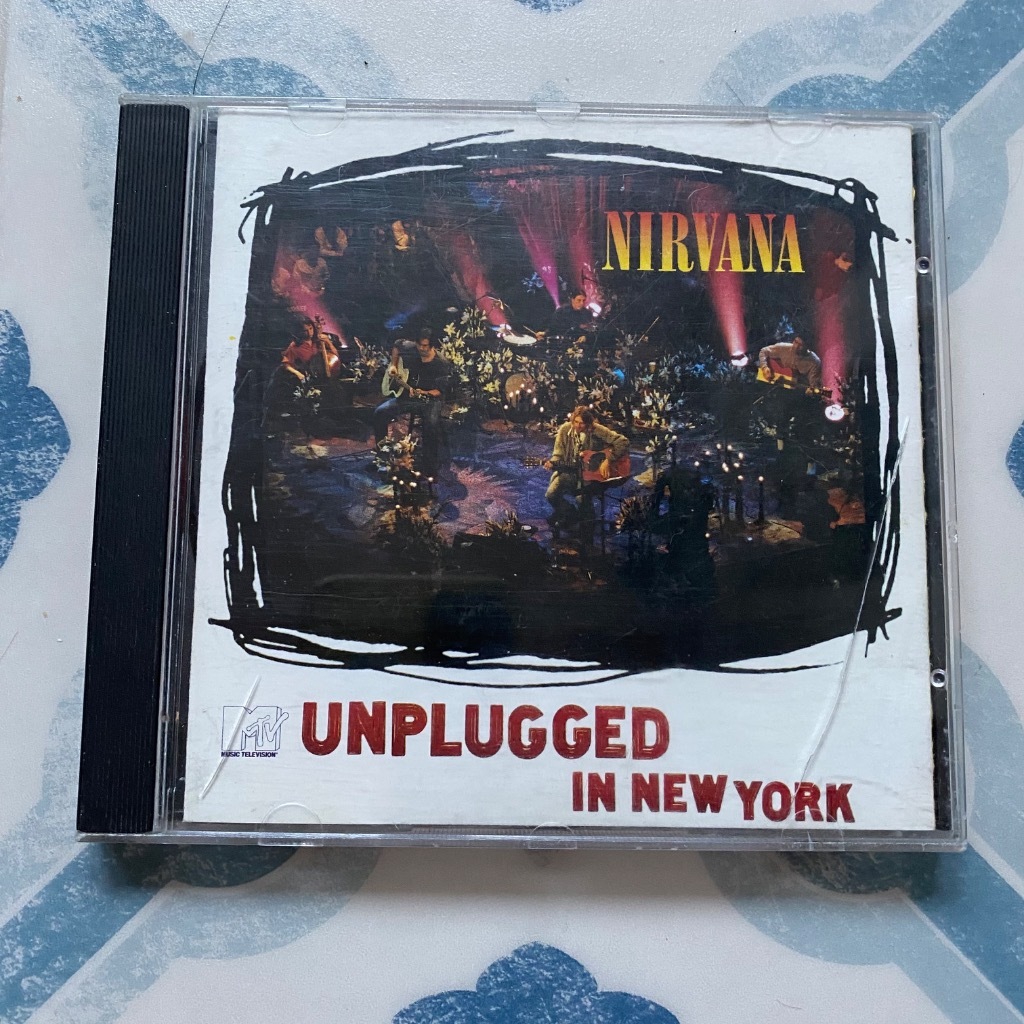 NIRVANA
MTV
MUSIC TELEVISION®
UNPLUGGED
IN NEW YORK